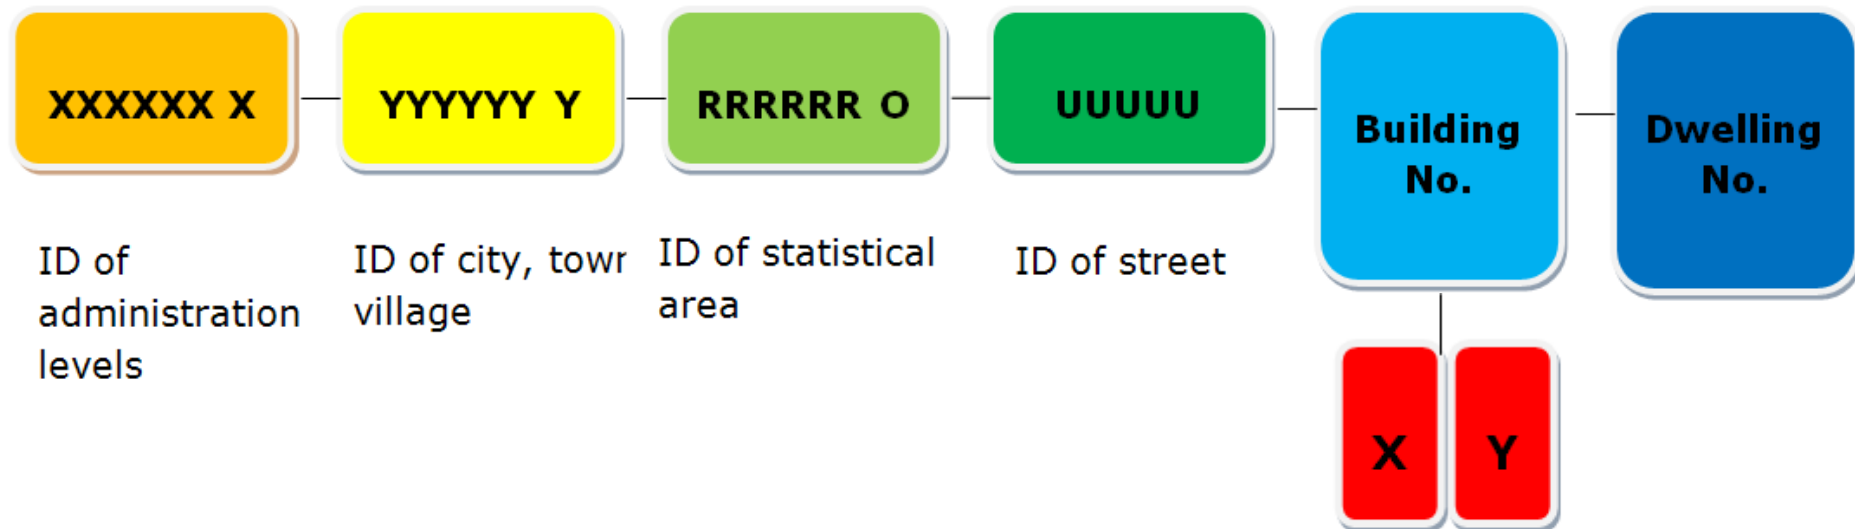 XXXXXX X
YYYYYY Y
RRRRRR O
UUUUU
Building
No.
Dwelling
No.
ID of
administration
levels
ID of city, towr
village
ID of statistical
area
ID of street
X
Y